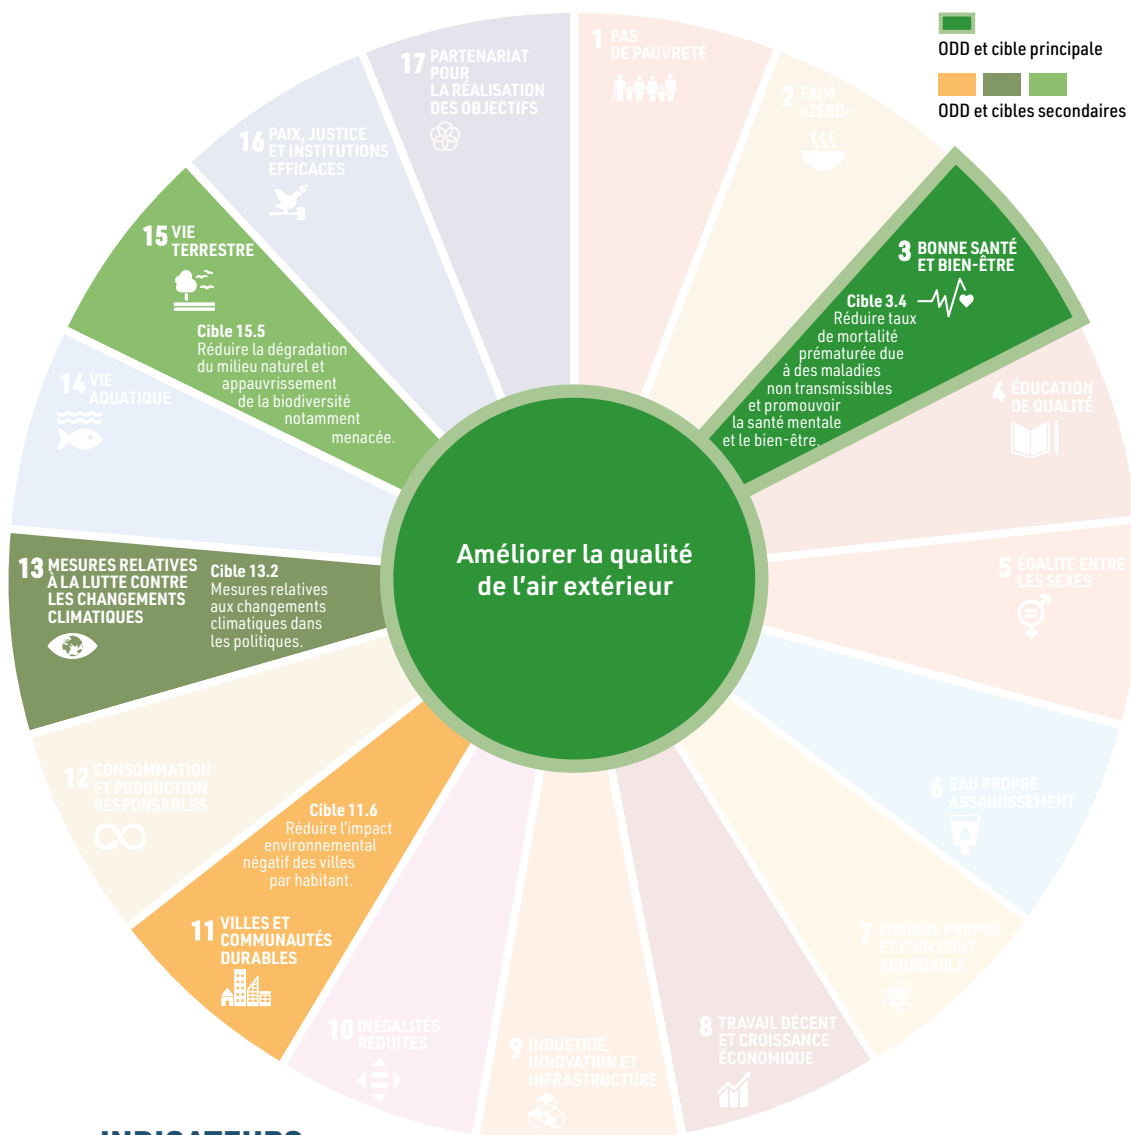 ODD et cible principale
ODD et cibles secondaires
1 PAS
DE PAUVRETÉ
2 FAIM
«ZÉRO»
3 BONNE SANTÉ
ET BIEN-ÊTRE
Cible 3.4
Réduire taux
de mortalité
prématurée due
à des maladies
non transmissibles
et promouvoir
la santé mentale
et le bien-être.
4 ÉDUCATION
DE QUALITÉ
5 ÉGALITÉ ENTRE
LES SEXES
6 EAU PROPRE
ASSAINISSEMENT
7 ÉNERGIE PROPRE
ET D'UN COÛT
ABORDABLE
8 TRAVAIL DÉCENT
ET CROISSANCE
ÉCONOMIQUE
9 INDUSTRIE,
INNOVATION ET
INFRASTRUCTURE
10 INÉGALITÉS
RÉDUITES
11 VILLES ET
COMMUNAUTÉS
DURABLES
Cible 11.6
Réduire l'impact
environnemental
négatif des villes
par habitant.
12 CONSOMMATION
ET PRODUCTION
RESPONSABLES
13 MESURES RELATIVES
À LA LUTTE CONTRE
LES CHANGEMENTS
CLIMATIQUES
Cible 13.2
Mesures relatives
aux changements
climatiques dans
les politiques.
14 VIE
AQUATIQUE
15 VIE
TERRESTRE
Cible 15.5
Réduire la dégradation
du milieu naturel et
appauvrissement
de la biodiversité
notamment
menacée.
16 PAIX, JUSTICE
ET INSTITUTIONS
EFFICACES
17 PARTENARIAT
POUR
LA RÉALISATION
DES OBJECTIFS
Améliorer la qualité
de l'air extérieur
INDICATEURS